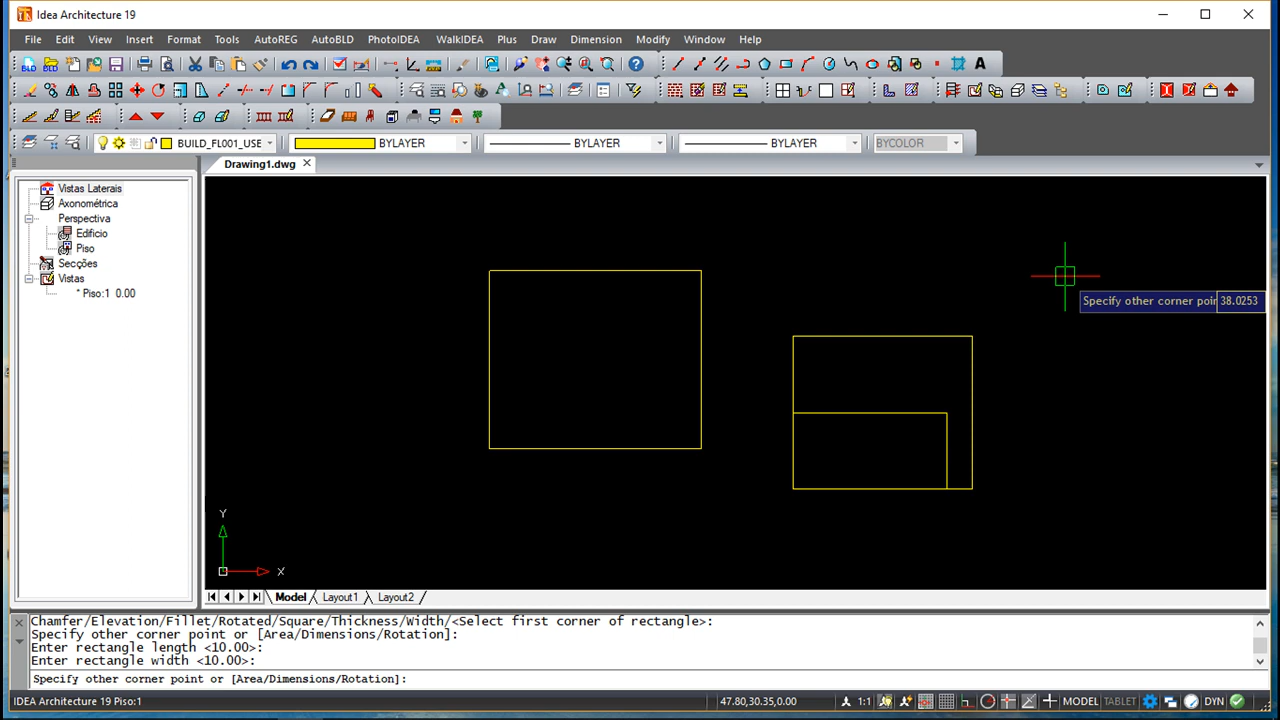 Idea Architecture 19
File Edit View Insert Format Tools AutoREG AutoBLD PhotoIDEA WalkIDEA Plus Draw Dimension Modify Window Help
BLD BLD
A
BUILD_FL001_USE BYLAYER BYLAYER BYLAYER BYCOLOR
Drawing1.dwg
Vistas Laterais
Axonométrica
Perspectiva
Edificio
Piso
Secções
Vistas
* Piso:1 0.00
Specify other corner poin 38.0253
Y
X
Model Layout1 Layout2
Chamfer/Elevation/Fillet/Rotated/Square/Thickness/Width/<Select first corner of rectangle>:
Specify other corner point or [Area/Dimensions/Rotation]:
Enter rectangle length <10.00>:
Enter rectangle width <10.00>:
Specify other corner point or [Area/Dimensions/Rotation]:
IDEA Architecture 19 Piso:1 47.80,30.35,0.00 1:1 MODEL TABLET DYN